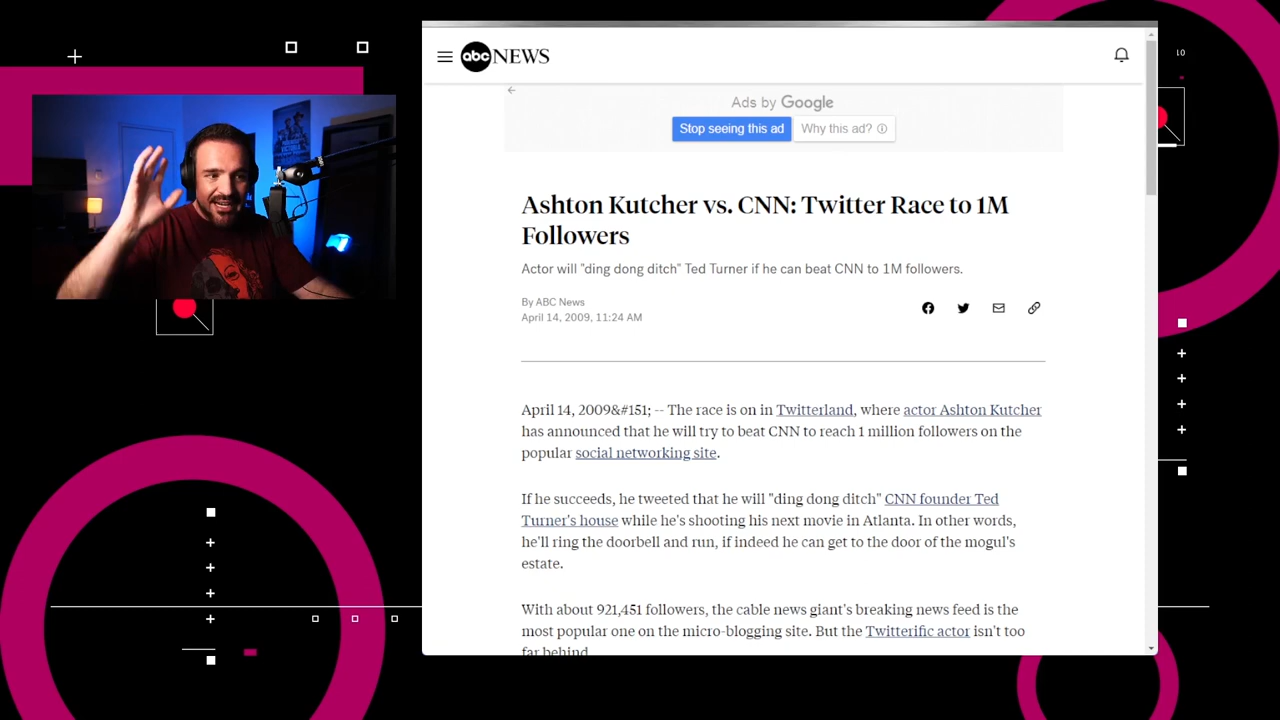 abc NEWS
Ads by Google
Stop seeing this ad
Why this ad?
Ashton Kutcher vs. CNN: Twitter Race to 1M
Followers
Actor will "ding dong ditch" Ted Turner if he can beat CNN to 1M followers.
By ABC News
April 14, 2009, 11:24 AM
April 14, 2009&#151; -- The race is on in Twitterland, where actor Ashton Kutcher
has announced that he will try to beat CNN to reach 1 million followers on the
popular social networking site.
If he succeeds, he tweeted that he will "ding dong ditch" CNN founder Ted
Turner's house while he's shooting his next movie in Atlanta. In other words,
he'll ring the doorbell and run, if indeed he can get to the door of the mogul's
estate.
With about 921,451 followers, the cable news giant's breaking news feed is the
most popular one on the micro-blogging site. But the Twitterific actor isn't too
far behind